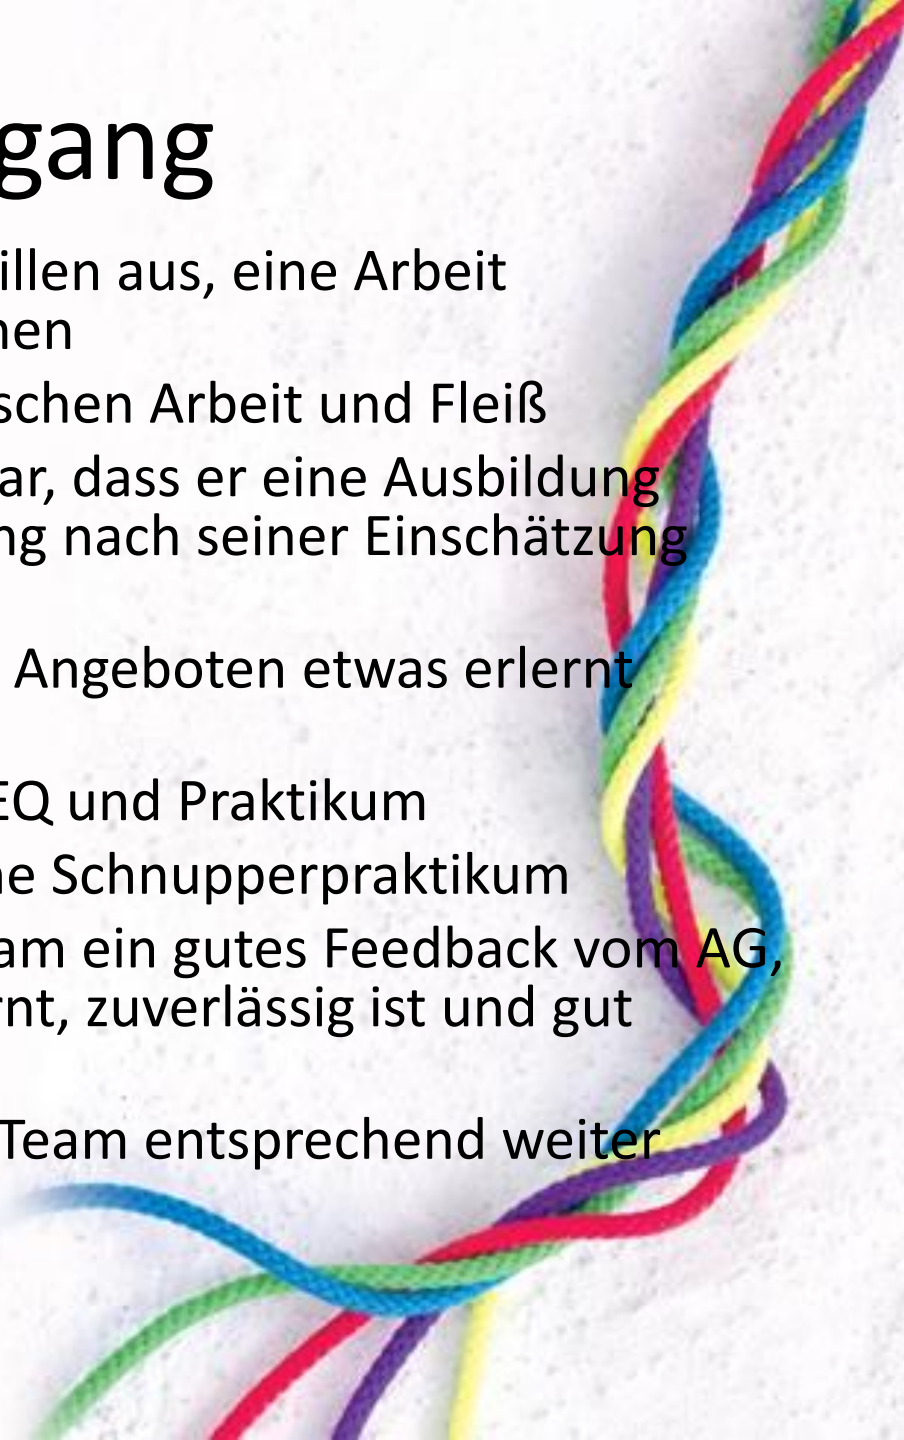 gang
illen aus, eine Arbeit
nen
schen Arbeit und Fleiß
ar, dass er eine Ausbildung
ng nach seiner Einschätzung
Angeboten etwas erlernt
EQ und Praktikum
ne Schnupperpraktikum
am ein gutes Feedback vom AG,
rnt, zuverlässig ist und gut
Team entsprechend weiter